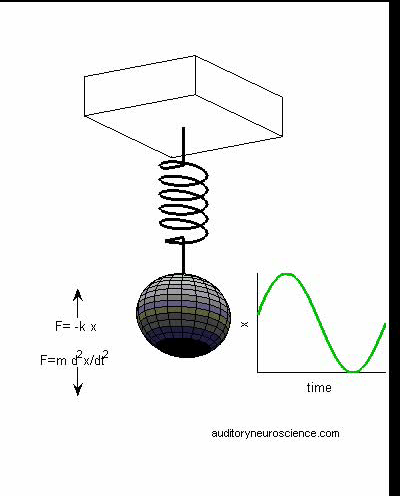 F= -k x
x
F=m d²x/dt²
time
auditoryneuroscience.com